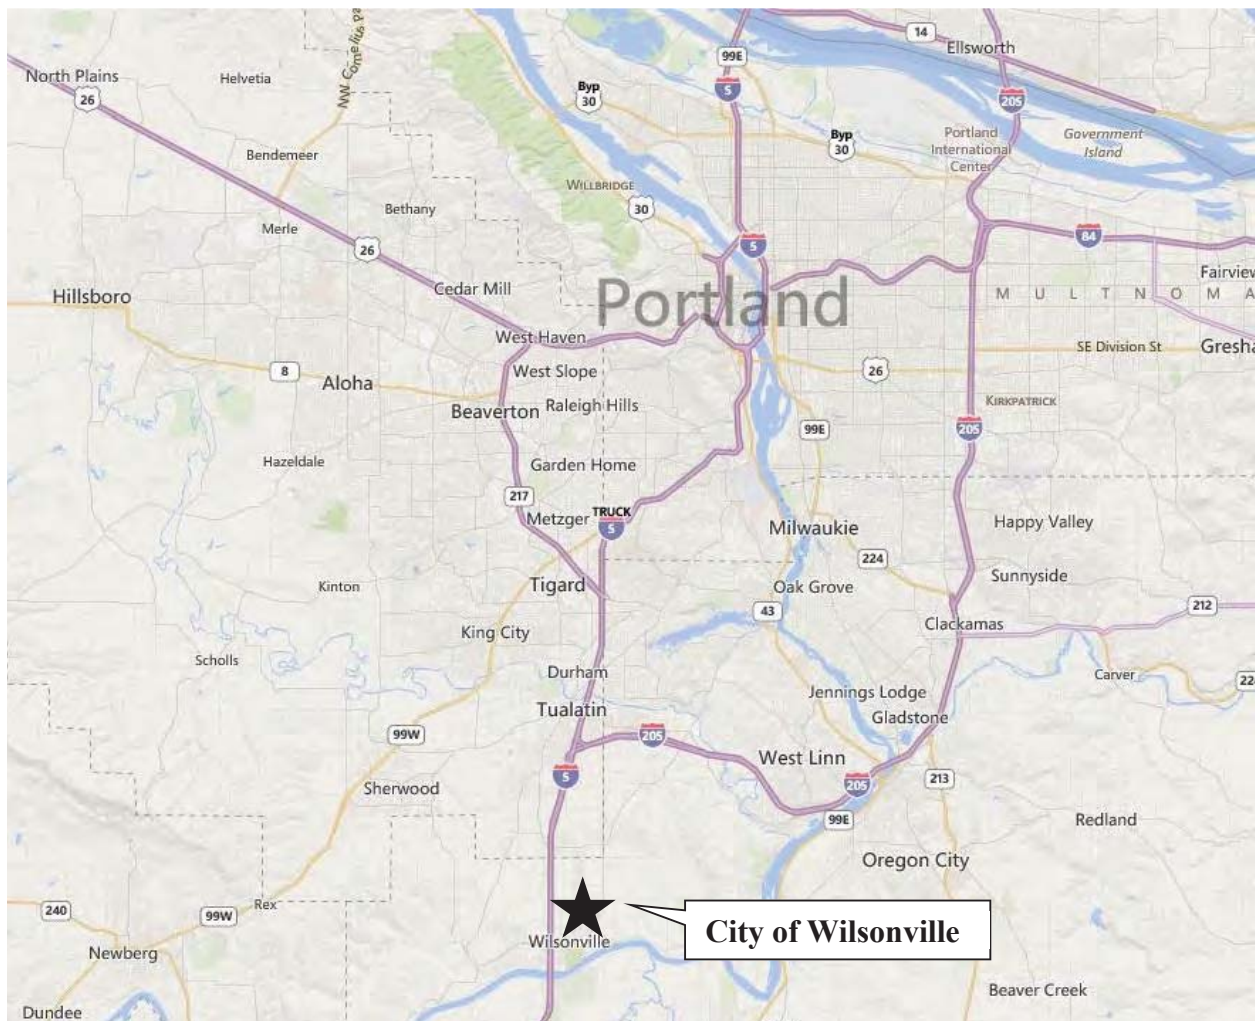 14
Ellsworth
99E
NW Cornelius Pa
North Plains
Helvetia
26
5
Byp
30
205
Byp
30
Portland
International
Center
Government
Island
Bendemeer
WILLBRIDGE
30
Bethany
Merle
26
5
84
Fairview
Hillsboro
Cedar Mill
Portland
MULTNOMA
West Haven
SE Division St
Gresha
8
Aloha
West Slope
26
Beaverton
Raleigh Hills
KIRKPATRICK
99E
205
Hazeldale
Garden Home
217
Metzger
TRUCK
5
Milwaukie
Happy Valley
224
Kinton
Tigard
Oak Grove
Sunnyside
43
212
King City
Clackamas
Scholls
Durham
Carver
224
Jennings Lodge
Tualatin
Gladstone
99W
205
West Linn
5
205
213
Sherwood
99E
Redland
Oregon City
240
99W
Rex
City of Wilsonville
Wilsonville
Newberg
Beaver Creek
Dundee